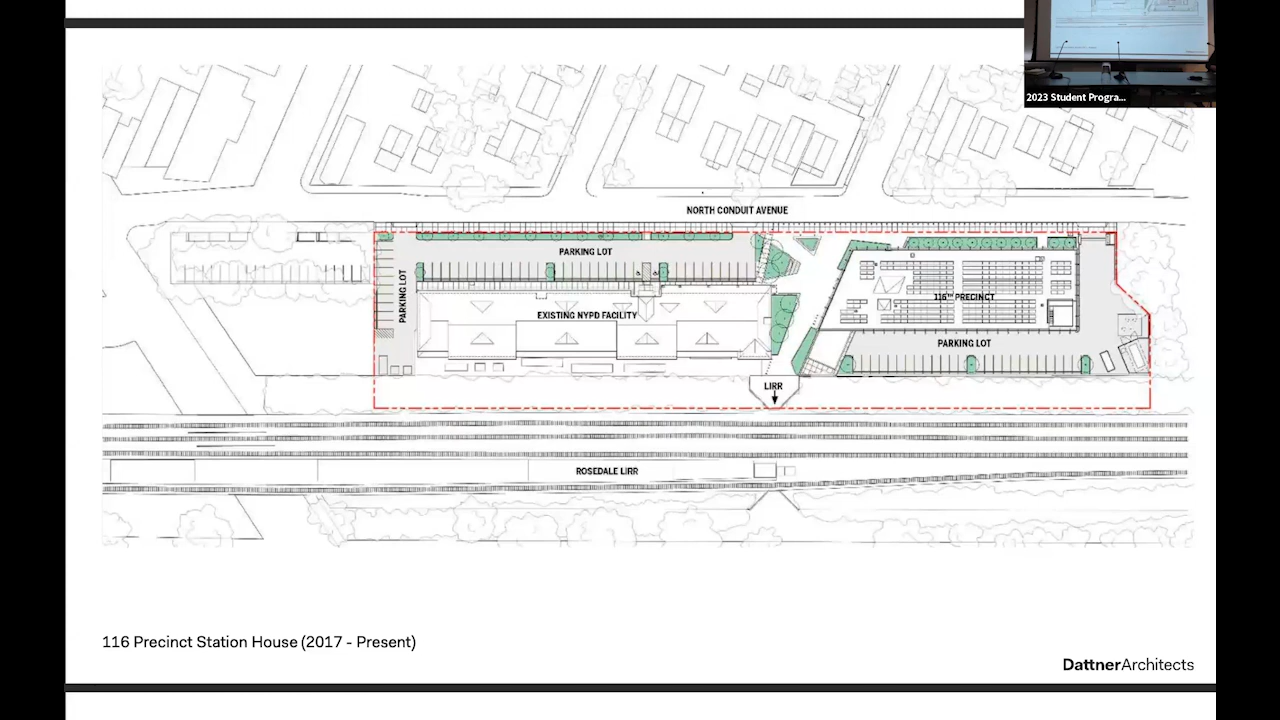 2023 Student Progra...
NORTH CONDUIT AVENUE
PARKING LOT
PARKING LOT
EXISTING NYPD FACILITY
116TH PRECINCT
PARKING LOT
LIRR
ROSEDALE LIRR
116 Precinct Station House (2017 - Present)
DattnerArchitects